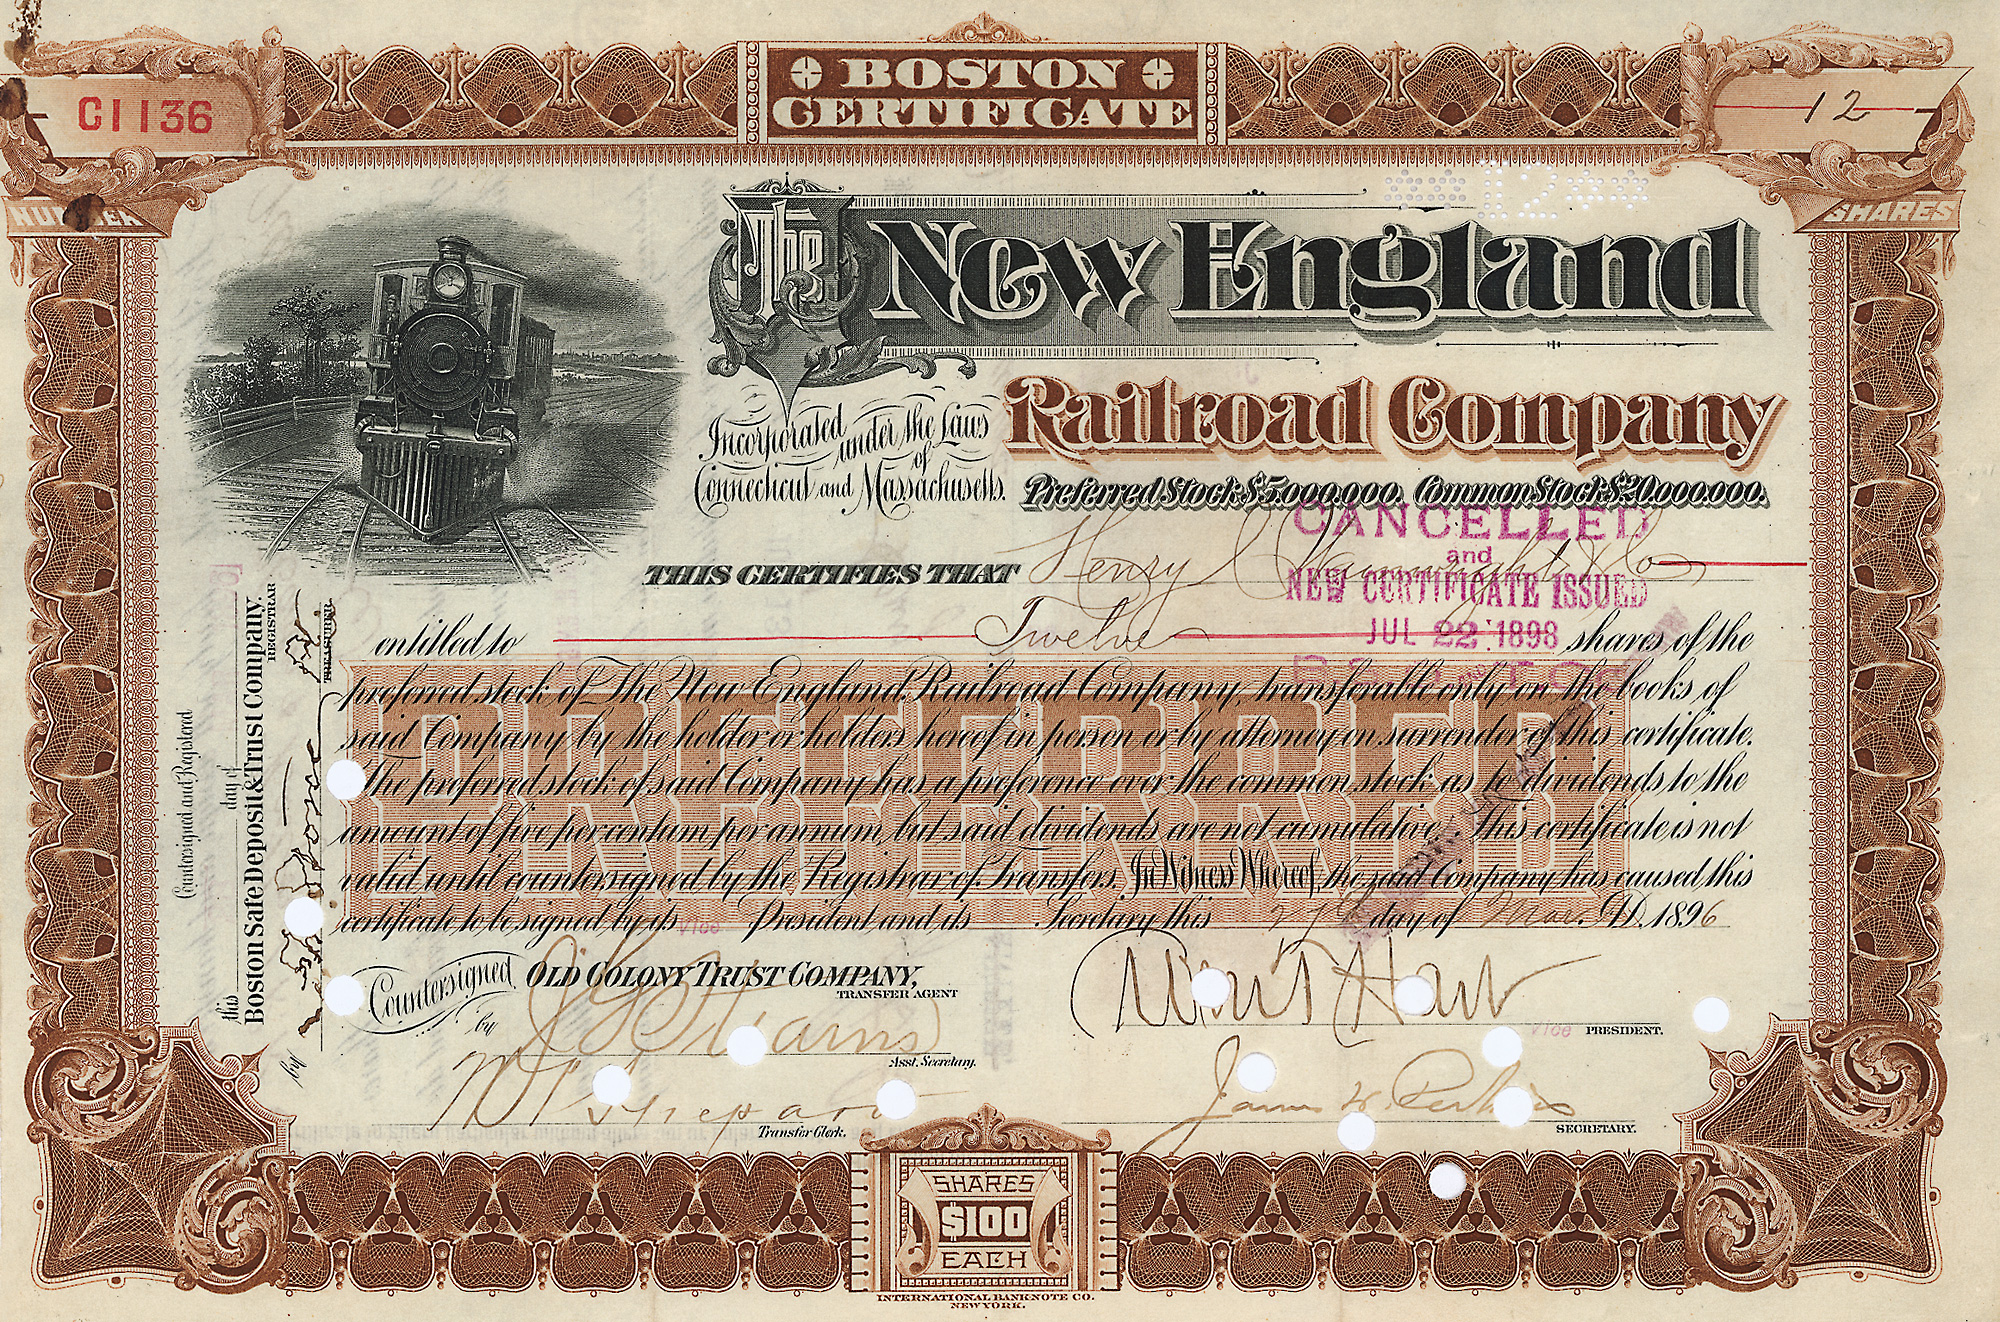 BOSTON
CERTIFICATE
C1136
12
NUMBER
SHARES
12
The New England
Railroad Company
Incorporated under the Laws of
Connecticut and Massachusetts.
Preferred Stock $5,000,000. Common Stock $20,000,000.
CANCELLED
and
NEW CERTIFICATE ISSUED
JUL 22 1898
THIS CERTIFIES THAT Henry
entitled to Twelve shares of the
preferred stock of The New England Railroad Company, transferable only on the books of
said Company by the holder or holders hereof in person or by attorney on surrender of this certificate.
The preferred stock of said Company has a preference over the common stock as to dividends to the
amount of five per centum per annum, but said dividends are not cumulative. This certificate is not
valid until countersigned by the Registrar of Transfers. In Witness Whereof, the said Company has caused this
certificate to be signed by its Vice President and its Secretary this 27th day of Mar. A.D. 1896
PREFERRED
Countersigned and Registered
this day of
Boston Safe Deposit & Trust Company,
REGISTRAR
by
TREASURER
Countersigned OLD COLONY TRUST COMPANY,
TRANSFER AGENT
by
Asst. Secretary.
Transfer Clerk.
Vice PRESIDENT.
James W. Perkins
SECRETARY.
SHARES
$100
EACH
INTERNATIONAL BANKNOTE CO.
NEW YORK.